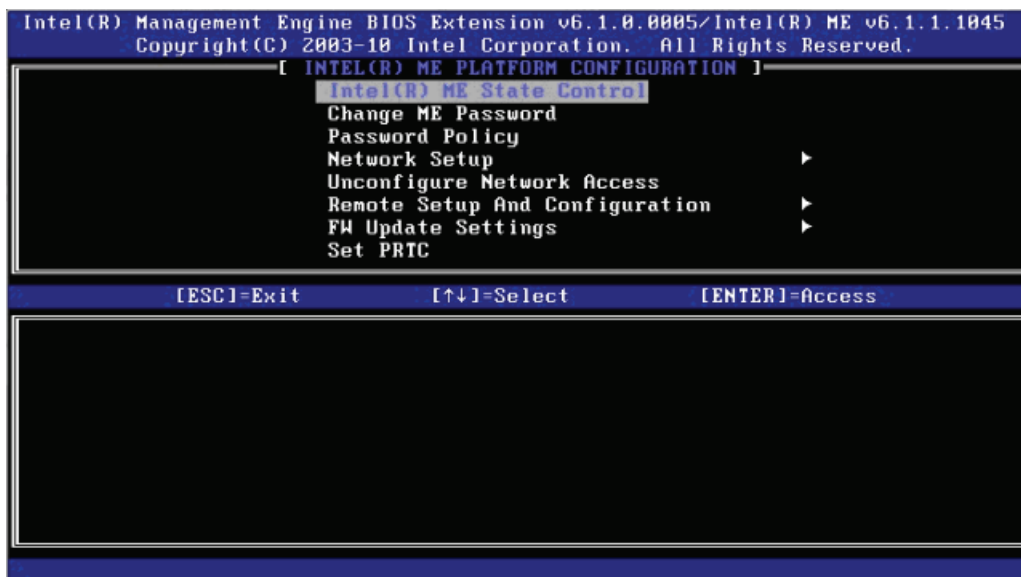 Intel(R) Management Engine BIOS Extension v6.1.0.0005/Intel(R) ME v6.1.1.1045
Copyright(C) 2003-10 Intel Corporation. All Rights Reserved.
[ INTEL(R) ME PLATFORM CONFIGURATION ]
Intel(R) ME State Control
Change ME Password
Password Policy
Network Setup ►
Unconfigure Network Access
Remote Setup And Configuration ►
FW Update Settings ►
Set PRTC
[ESC]=Exit [↑↓]=Select [ENTER]=Access